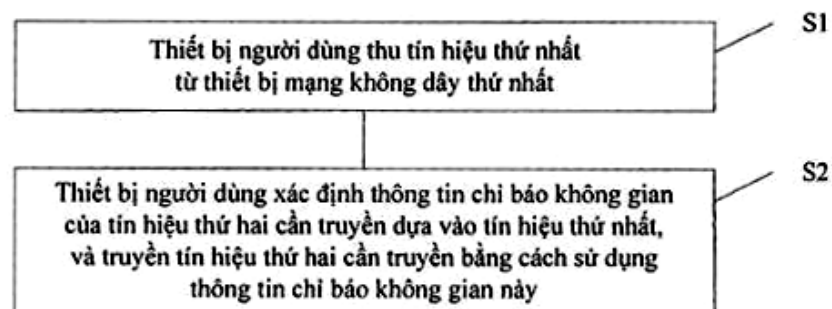 Thiết bị người dùng thu tín hiệu thứ nhất
từ thiết bị mạng không dây thứ nhất
S1
Thiết bị người dùng xác định thông tin chỉ báo không gian
của tín hiệu thứ hai cần truyền dựa vào tín hiệu thứ nhất,
và truyền tín hiệu thứ hai cần truyền bằng cách sử dụng
thông tin chỉ báo không gian này
S2